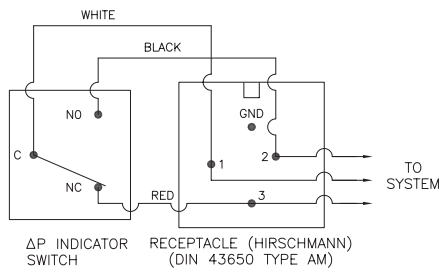 WHITE
BLACK
NO
GND
C
1
2
NC
RED
3
TO
SYSTEM
ΔP INDICATOR
SWITCH
RECEPTACLE (HIRSCHMANN)
(DIN 43650 TYPE AM)